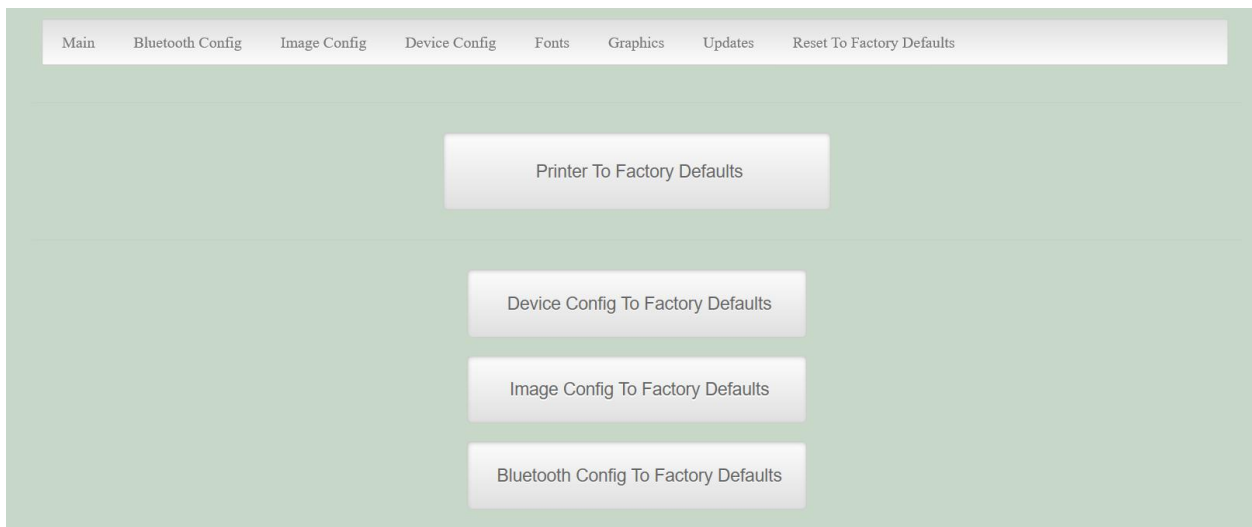 Main Bluetooth Config Image Config Device Config Fonts Graphics Updates Reset To Factory Defaults
Printer To Factory Defaults
Device Config To Factory Defaults
Image Config To Factory Defaults
Bluetooth Config To Factory Defaults